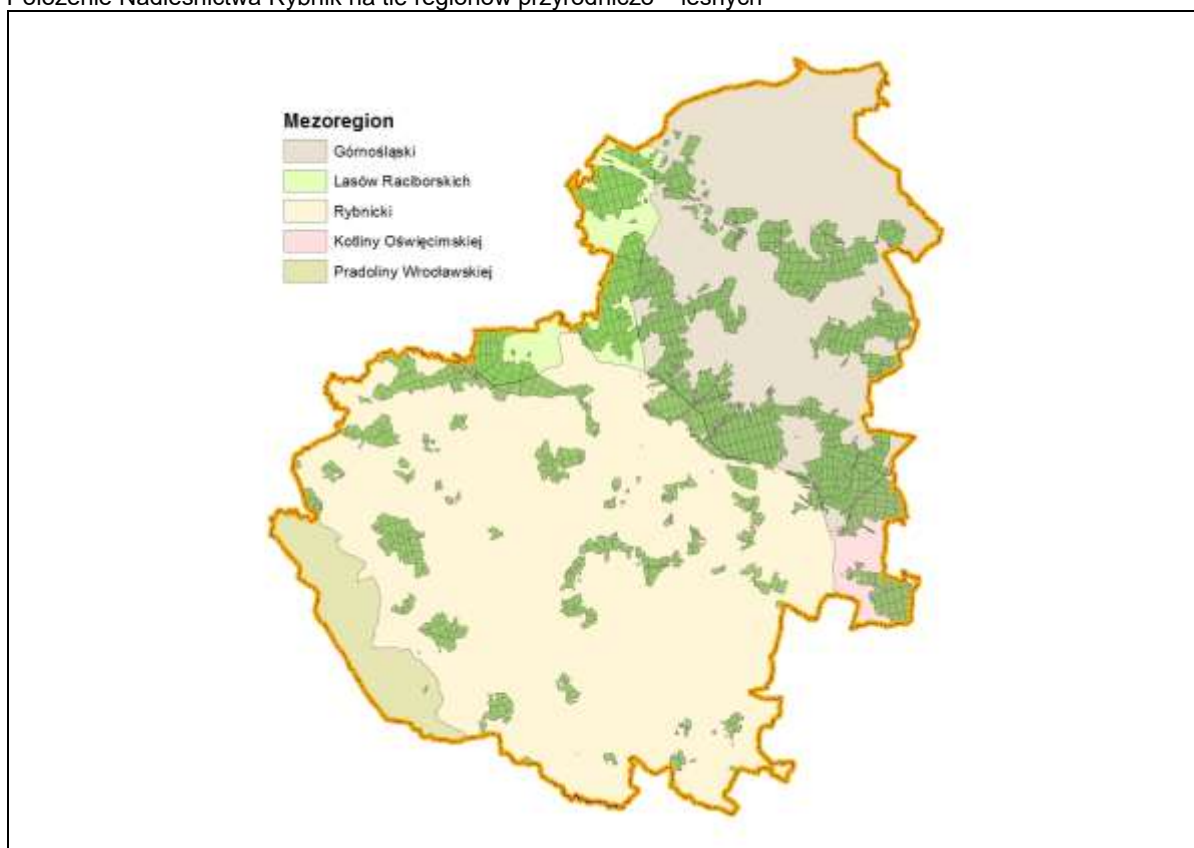 Położenie Nadleśnictwa Rybnik na tle regionów przyrodniczo – leśnych
Mezoregion
Górnośląski
Lasów Raciborskich
Rybnicki
Kotliny Oświęcimskiej
Pradoliny Wrocławskiej